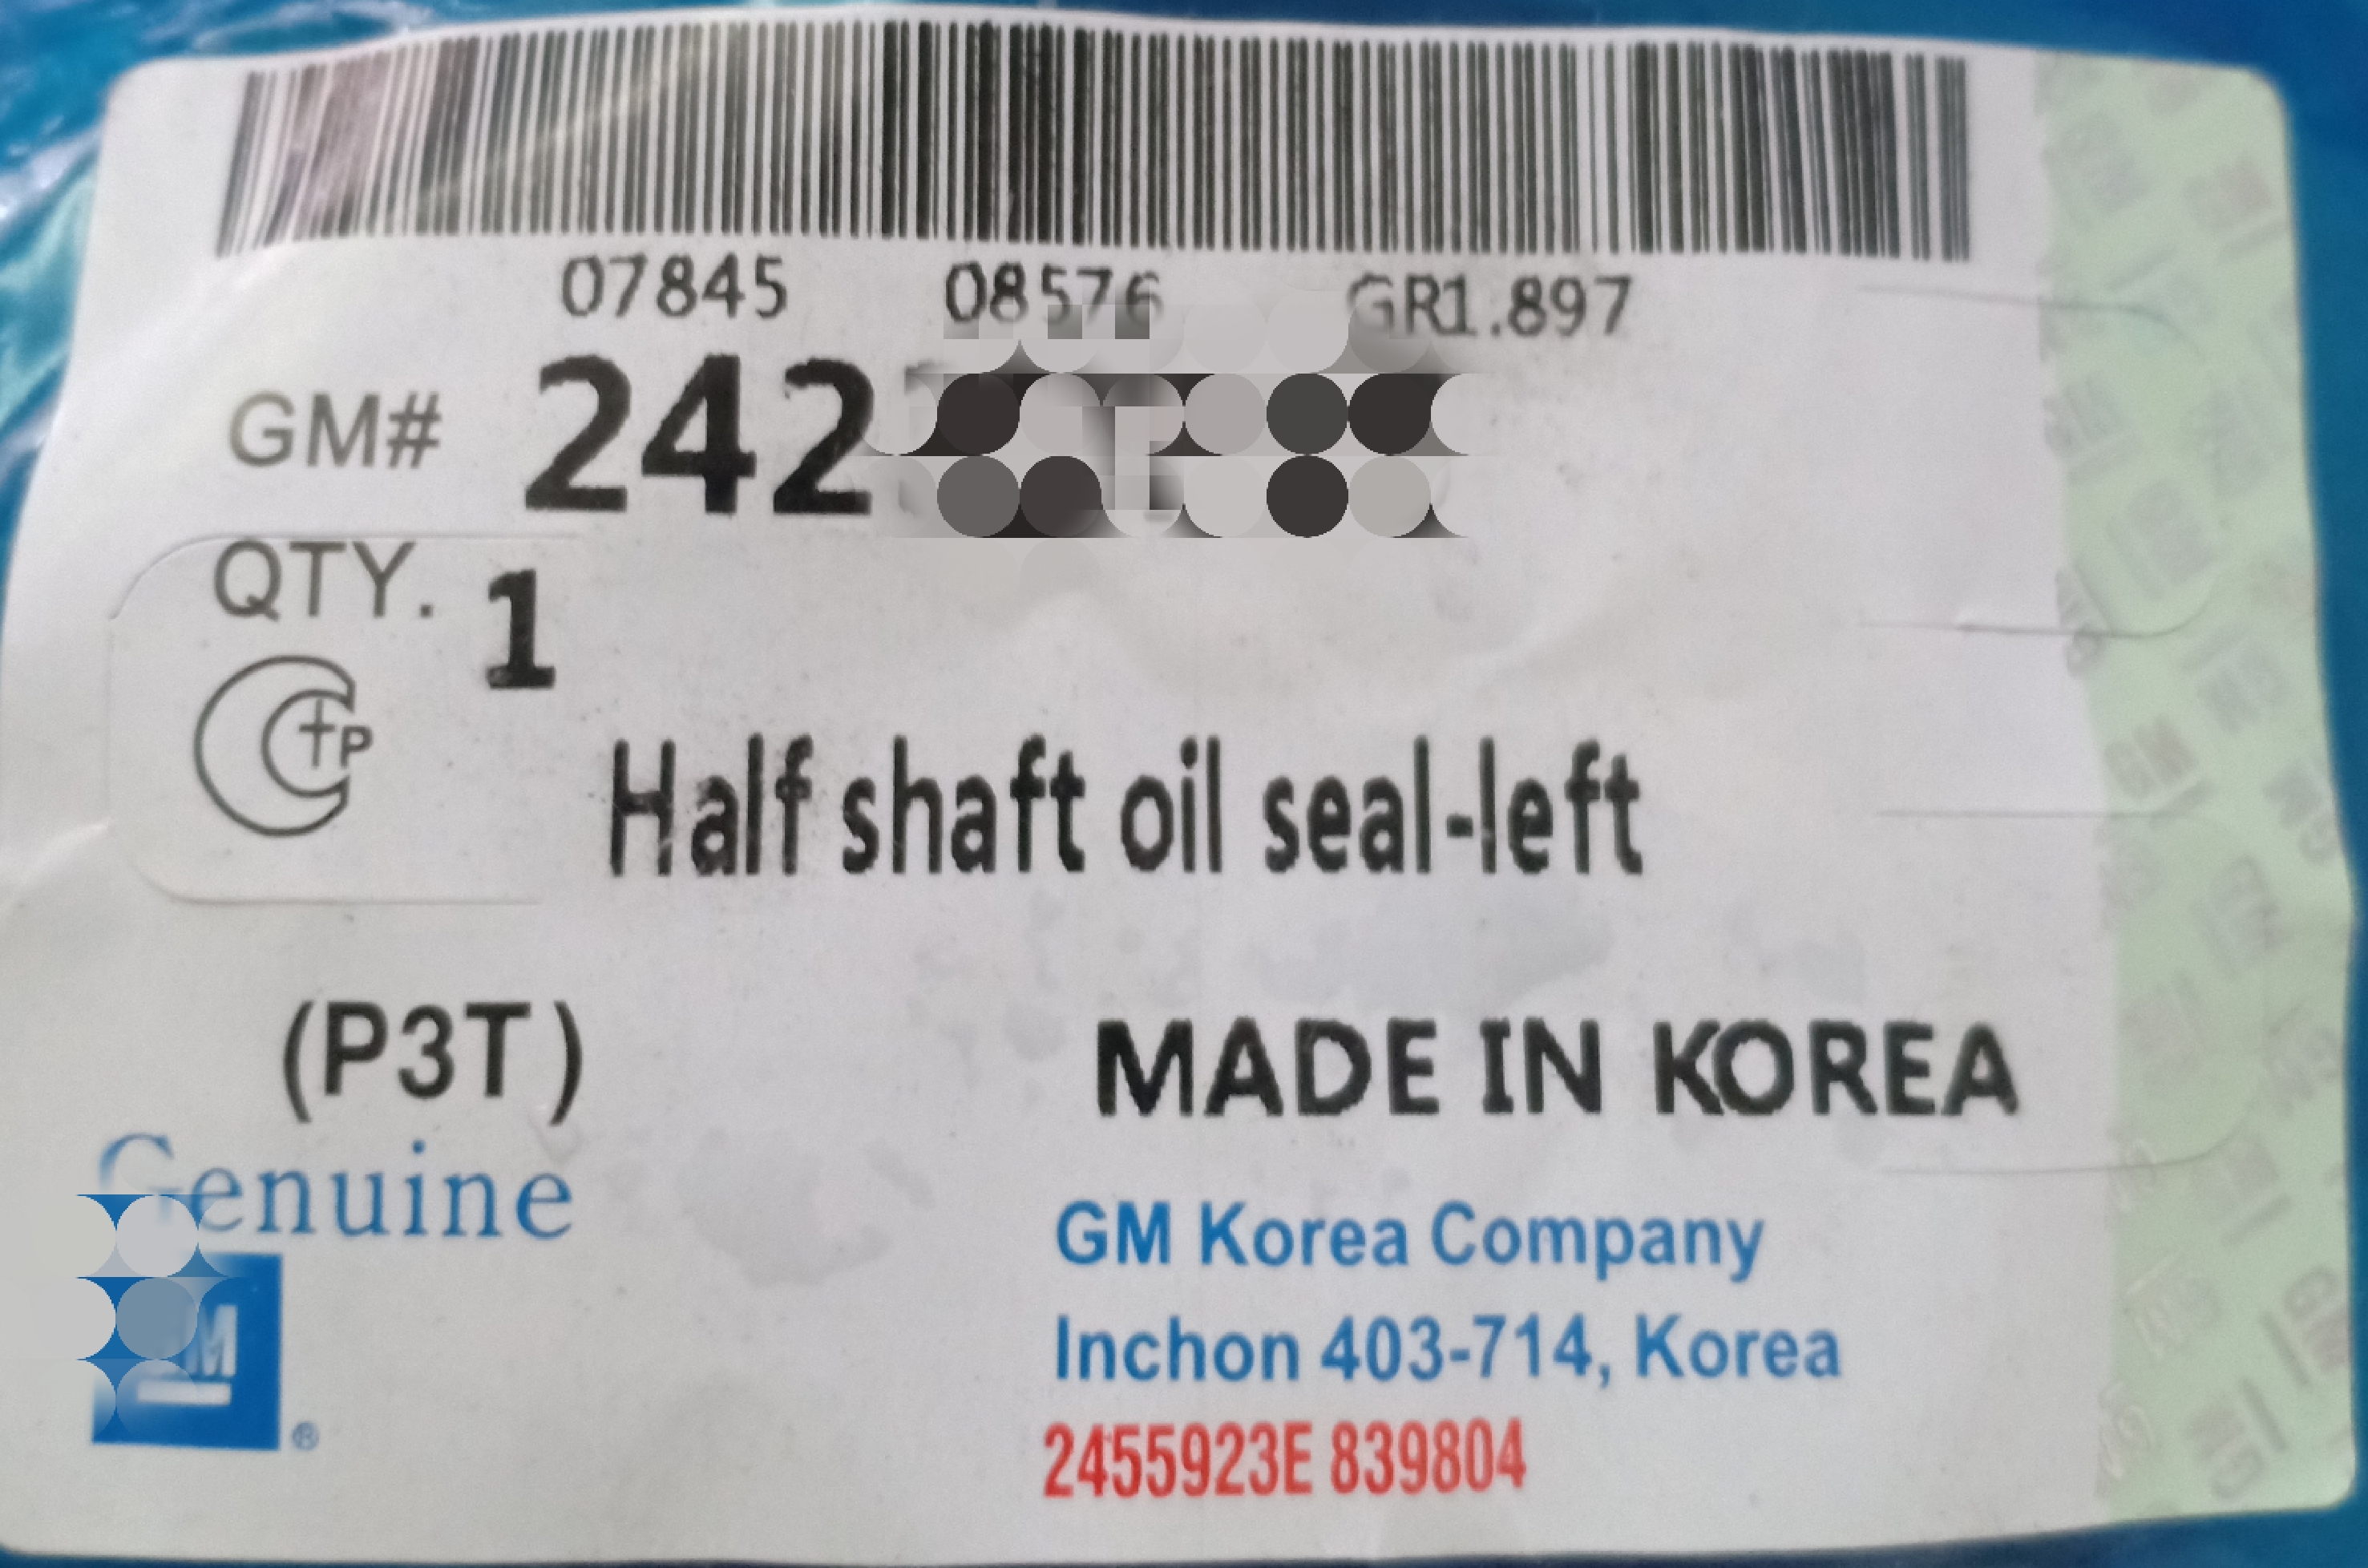 07845 08576 GR1.897
GM# 242
QTY. 1
Half shaft oil seal-left
(P3T) MADE IN KOREA
Genuine
GM Korea Company
GM ®
Inchon 403-714, Korea
2455923E 839804